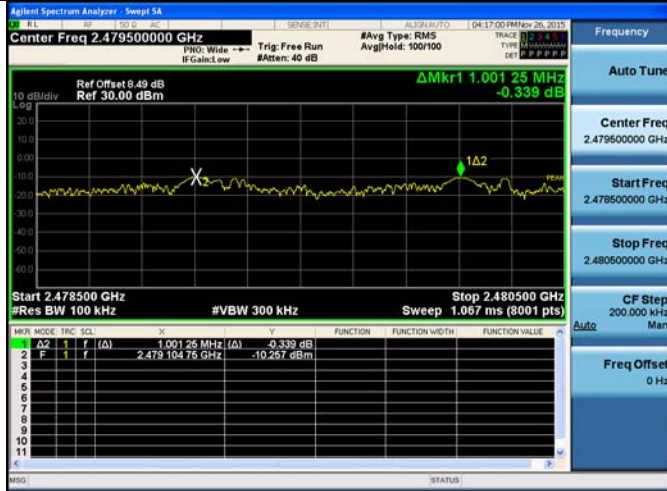 Agilent Spectrum Analyzer - Swept SA
RL RF 50 Ω AC SENSE:INT ALIGN AUTO 04:17:00 PM Nov 26, 2015
Center Freq 2.479500000 GHz
PNO: Wide
IFGain:Low
Trig: Free Run
#Atten: 40 dB
#Avg Type: RMS
Avg|Hold: 100/100
TRACE 1 2 3 4 5 6
TYPE M W W W W W
DET P P P P P P
ΔMkr1 1.001 25 MHz
-0.339 dB
Ref Offset 8.49 dB
10 dB/div Ref 30.00 dBm
Log
20.0
10.0
0.00
-10.0
-20.0
-30.0
-40.0
-50.0
-60.0
X2
1Δ2
PEAK
Start 2.478500 GHz Stop 2.480500 GHz
#Res BW 100 kHz #VBW 300 kHz Sweep 1.067 ms (8001 pts)
MKR MODE TRC SCL X Y FUNCTION FUNCTION WIDTH FUNCTION VALUE
1 Δ2 1 f (Δ) 1.001 25 MHz (Δ) -0.339 dB
2 F 1 f 2.479 104 75 GHz -10.257 dBm
3
4
5
6
7
8
9
10
11
MSG STATUS
Frequency
Auto Tune
Center Freq
2.479500000 GHz
Start Freq
2.478500000 GHz
Stop Freq
2.480500000 GHz
CF Step
200.000 kHz
Auto Man
Freq Offset
0 Hz